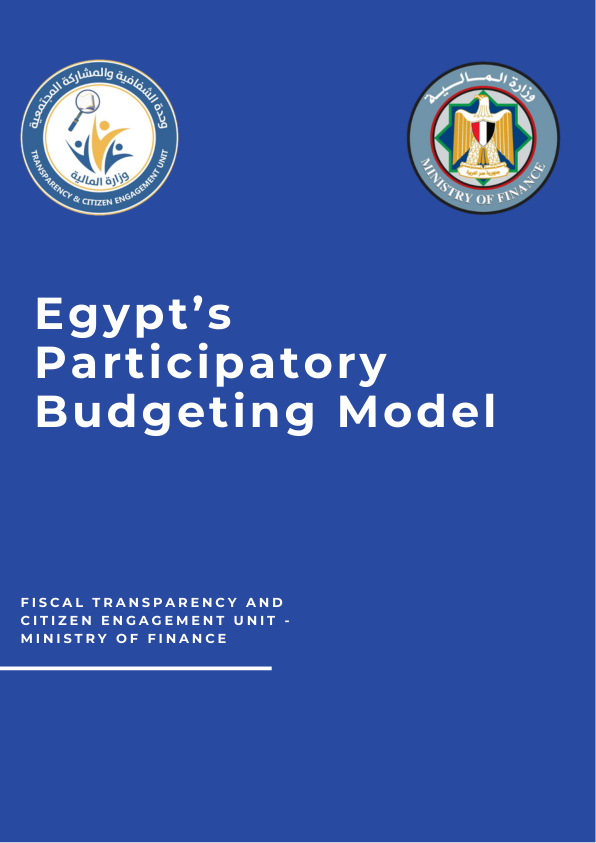 وحدة الشفافية والمشاركة المجتمعية
وزارة المالية
TRANSPARENCY & CITIZEN ENGAGEMENT UNIT
وزارة المـالـيـة
جمهورية مصر العربية
MINISTRY OF FINANCE
Egypt’s
Participatory
Budgeting Model
FISCAL TRANSPARENCY AND
CITIZEN ENGAGEMENT UNIT -
MINISTRY OF FINANCE